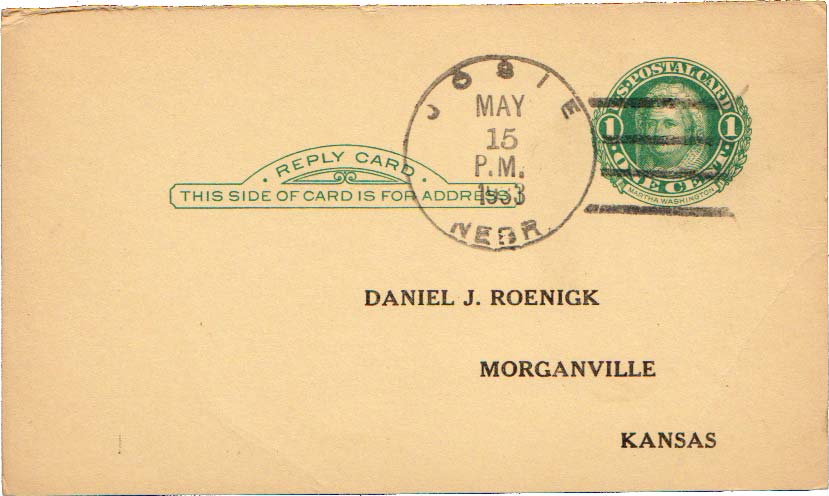 JOSIE
MAY
15
P.M.
1933
NEBR.
U.S. POSTAL CARD
1 1
ONE CENT
MARTHA WASHINGTON
· REPLY CARD ·
THIS SIDE OF CARD IS FOR ADDRESS
DANIEL J. ROENIGK
MORGANVILLE
KANSAS